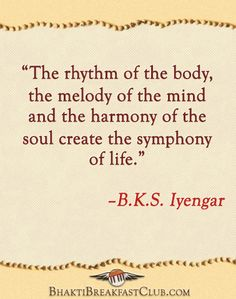 “The rhythm of the body,
the melody of the mind
and the harmony of the
soul create the symphony
of life.”
–B.K.S. Iyengar
BHAKTIBREAKFASTCLUB.COM